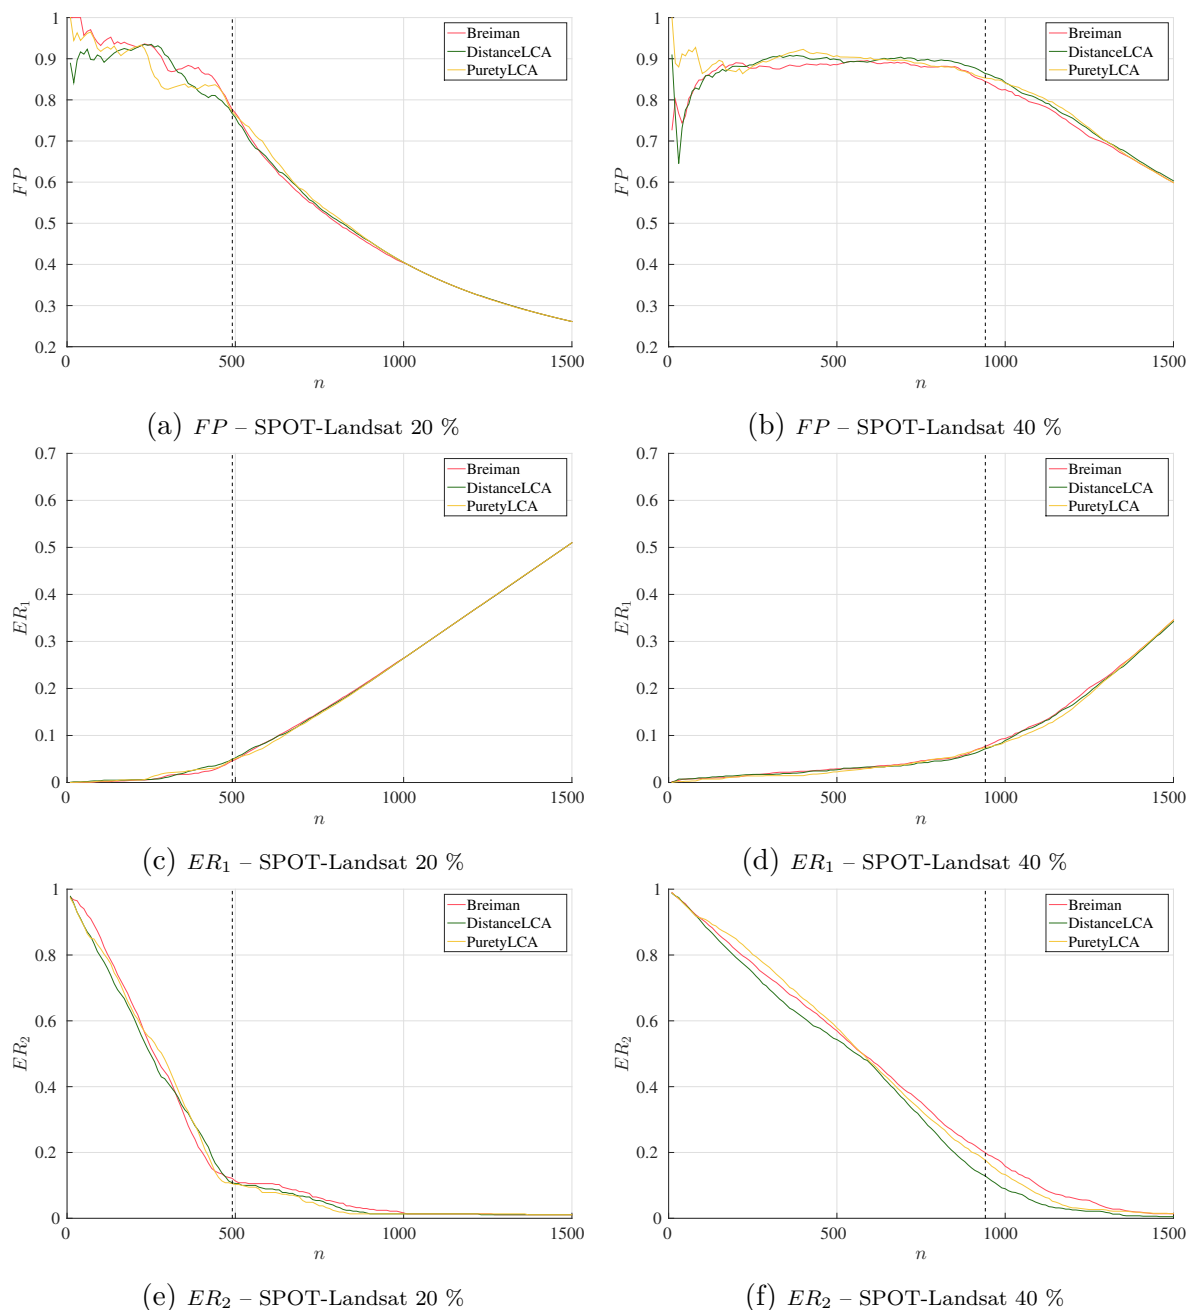 1
0.9
0.8
0.7
0.6
0.5
0.4
0.3
0.2
FP
0
500
1000
1500
n
Breiman
DistanceLCA
PuretyLCA
(a) FP – SPOT-Landsat 20 %
1
0.9
0.8
0.7
0.6
0.5
0.4
0.3
0.2
FP
0
500
1000
1500
n
Breiman
DistanceLCA
PuretyLCA
(b) FP – SPOT-Landsat 40 %
0.7
0.6
0.5
0.4
0.3
0.2
0.1
0
ER₁
0
500
1000
1500
n
Breiman
DistanceLCA
PuretyLCA
(c) ER₁ – SPOT-Landsat 20 %
0.7
0.6
0.5
0.4
0.3
0.2
0.1
0
ER₁
0
500
1000
1500
n
Breiman
DistanceLCA
PuretyLCA
(d) ER₁ – SPOT-Landsat 40 %
1
0.8
0.6
0.4
0.2
0
ER₂
0
500
1000
1500
n
Breiman
DistanceLCA
PuretyLCA
(e) ER₂ – SPOT-Landsat 20 %
1
0.8
0.6
0.4
0.2
0
ER₂
0
500
1000
1500
n
Breiman
DistanceLCA
PuretyLCA
(f) ER₂ – SPOT-Landsat 40 %